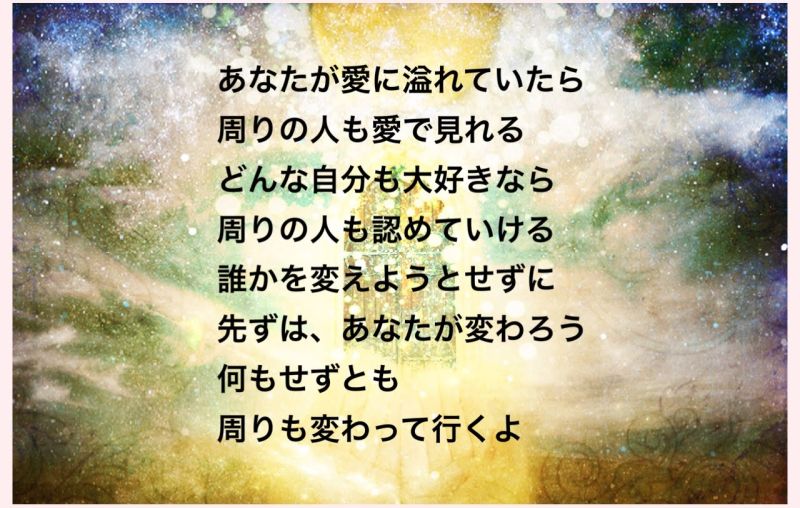 あなたが愛に溢れていたら
周りの人も愛で見れる
どんな自分も大好きなら
周りの人も認めていける
誰かを変えようとせずに
先ずは、あなたが変わろう
何もせずとも
周りも変わって行くよ